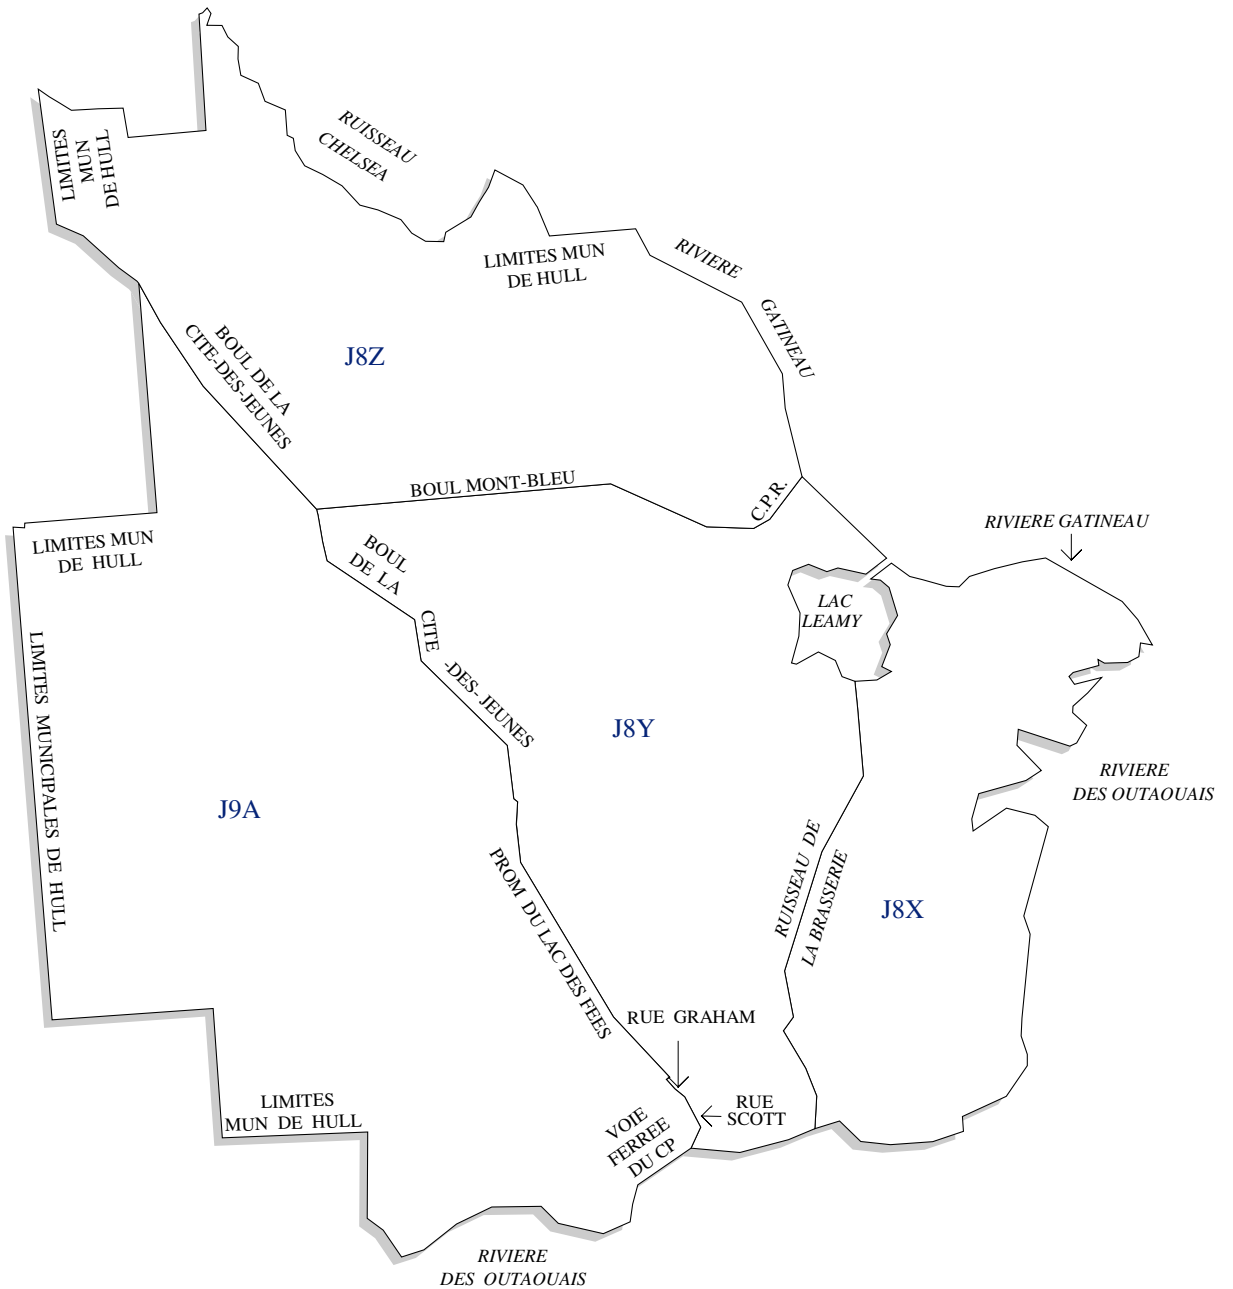 RUISSEAU
CHELSEA
LIMITES
MUN
DE HULL
LIMITES MUN
DE HULL
RIVIERE
GATINEAU
BOUL DE LA
CITE-DES-JEUNES
J8Z
BOUL MONT-BLEU
C.P.R.
RIVIERE GATINEAU
LIMITES MUN
DE HULL
BOUL
DE LA
CITE
-DES- JEUNES
LAC
LEAMY
LIMITES MUNICIPALES DE HULL
J8Y
RIVIERE
DES OUTAOUAIS
J9A
PROM DU LAC DES FEES
RUISSEAU DE
LA BRASSERIE
J8X
RUE GRAHAM
RUE
SCOTT
LIMITES
MUN DE HULL
VOIE
FERREE
DU CP
RIVIERE
DES OUTAOUAIS